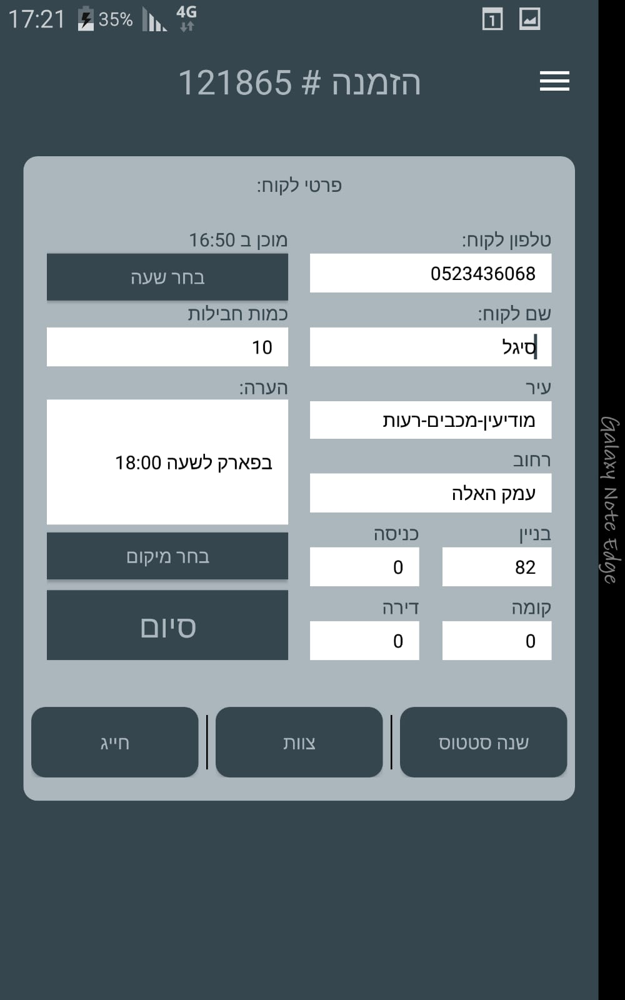 17:21 35% 4G 1
הזמנה # 121865
פרטי לקוח:
טלפון לקוח:
0523436068
שם לקוח:
סיגל
עיר
מודיעין-מכבים-רעות
רחוב
עמק האלה
בניין
82
כניסה
0
קומה
0
דירה
0
מוכן ב 16:50
בחר שעה
כמות חבילות
10
הערה:
בפארק לשעה 18:00
בחר מיקום
סיום
שנה סטטוס
צוות
חייג
Galaxy Note Edge